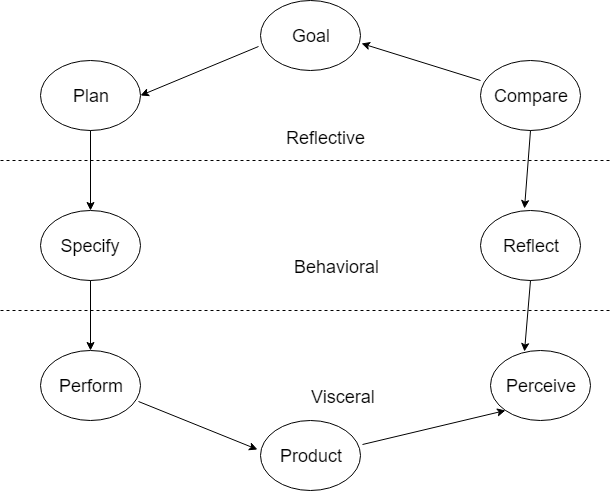 Goal
Plan
Compare
Reflective
Specify
Reflect
Behavioral
Perform
Perceive
Visceral
Product